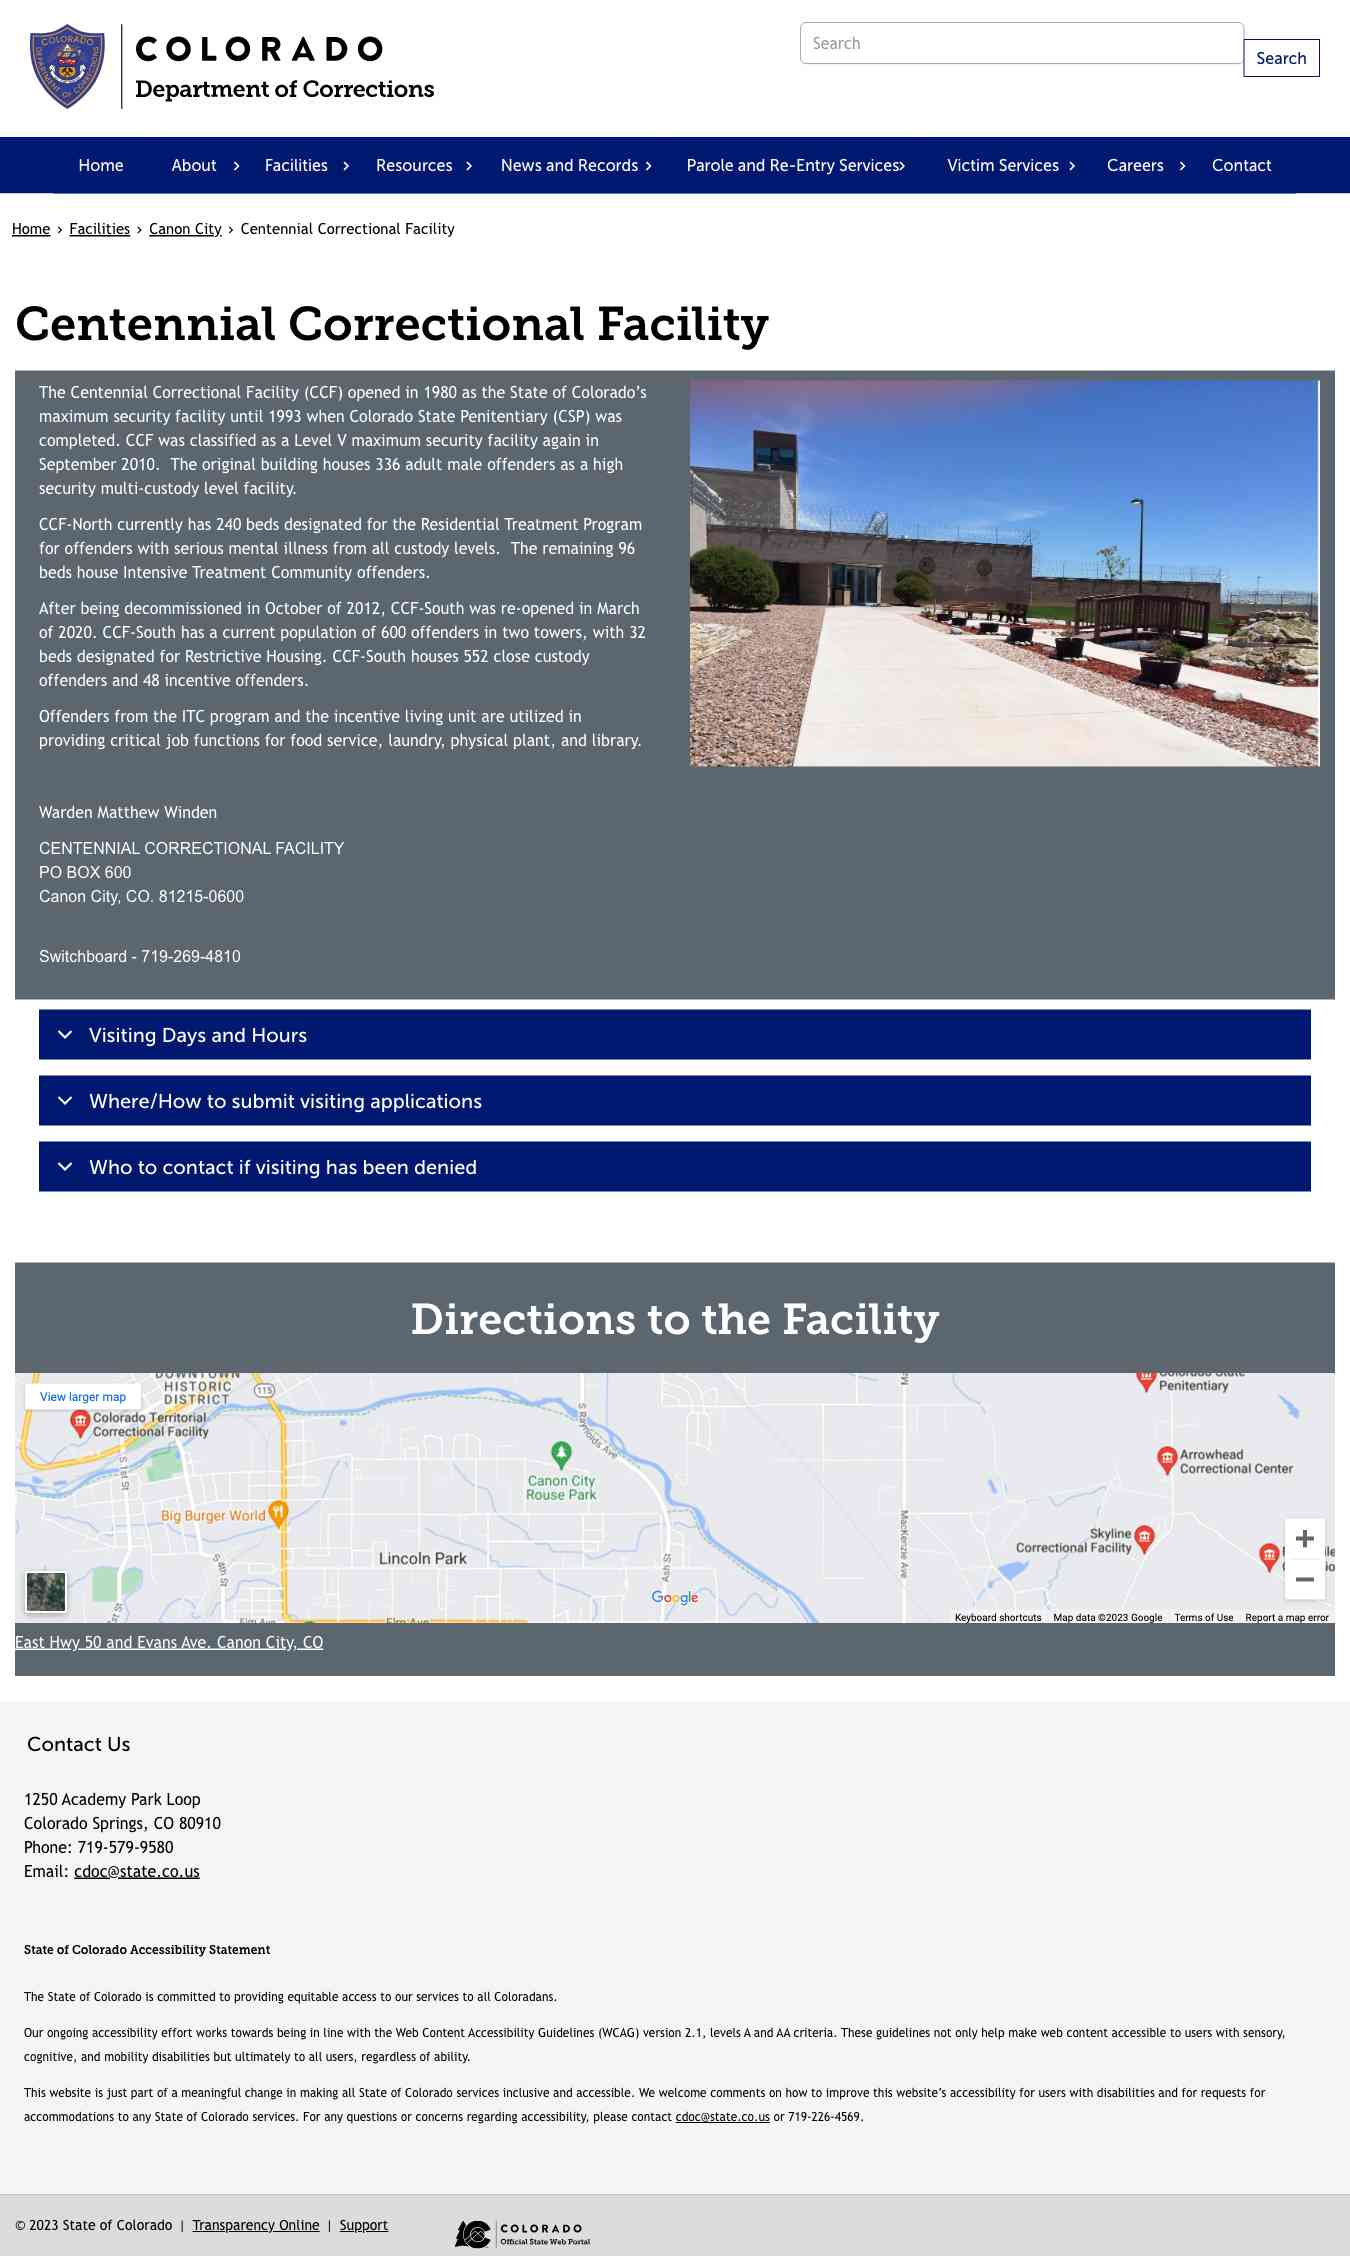 COLORADO
Department of Corrections
Search
Search
Home About Facilities Resources News and Records Parole and Re-Entry Services Victim Services Careers Contact
Home › Facilities › Canon City › Centennial Correctional Facility
Centennial Correctional Facility
The Centennial Correctional Facility (CCF) opened in 1980 as the State of Colorado’s
maximum security facility until 1993 when Colorado State Penitentiary (CSP) was
completed. CCF was classified as a Level V maximum security facility again in
September 2010.  The original building houses 336 adult male offenders as a high
security multi-custody level facility.
CCF-North currently has 240 beds designated for the Residential Treatment Program
for offenders with serious mental illness from all custody levels.  The remaining 96
beds house Intensive Treatment Community offenders.
After being decommissioned in October of 2012, CCF-South was re-opened in March
of 2020. CCF-South has a current population of 600 offenders in two towers, with 32
beds designated for Restrictive Housing. CCF-South houses 552 close custody
offenders and 48 incentive offenders.
Offenders from the ITC program and the incentive living unit are utilized in
providing critical job functions for food service, laundry, physical plant, and library.
Warden Matthew Winden
CENTENNIAL CORRECTIONAL FACILITY
PO BOX 600
Canon City, CO. 81215-0600
Switchboard - 719-269-4810
Visiting Days and Hours
Where/How to submit visiting applications
Who to contact if visiting has been denied
Directions to the Facility
View larger map
DOWNTOWN
HISTORIC
DISTRICT
115
Colorado Territorial
Correctional Facility
S 1st St
S Raynolds Ave
Colorado State
Penitentiary
Arrowhead
Correctional Center
Canon City
Rouse Park
Big Burger World
MacKenzie Ave
Skyline
Correctional Facility
Lincoln Park
S 4th St
Ash St
Google
Elm Ave
Elm Ave
Keyboard shortcuts Map data ©2023 Google Terms of Use Report a map error
East Hwy 50 and Evans Ave. Canon City, CO
Contact Us
1250 Academy Park Loop
Colorado Springs, CO 80910
Phone: 719-579-9580
Email: cdoc@state.co.us
State of Colorado Accessibility Statement
The State of Colorado is committed to providing equitable access to our services to all Coloradans.
Our ongoing accessibility effort works towards being in line with the Web Content Accessibility Guidelines (WCAG) version 2.1, levels A and AA criteria. These guidelines not only help make web content accessible to users with sensory,
cognitive, and mobility disabilities but ultimately to all users, regardless of ability.
This website is just part of a meaningful change in making all State of Colorado services inclusive and accessible. We welcome comments on how to improve this website’s accessibility for users with disabilities and for requests for
accommodations to any State of Colorado services. For any questions or concerns regarding accessibility, please contact cdoc@state.co.us or 719-226-4569.
© 2023 State of Colorado | Transparency Online | Support
COLORADO
Official State Web Portal